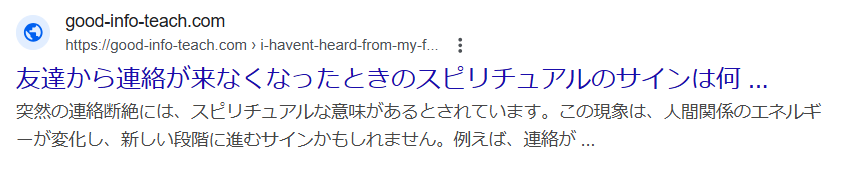 good-info-teach.com
https://good-info-teach.com › i-havent-heard-from-my-f...
友達から連絡が来なくなったときのスピリチュアルのサインは何 ...
突然の連絡断絶には、スピリチュアルな意味があるとされています。この現象は、人間関係のエネルギ
ーが変化し、新しい段階に進むサインかもしれません。例えば、連絡が ...